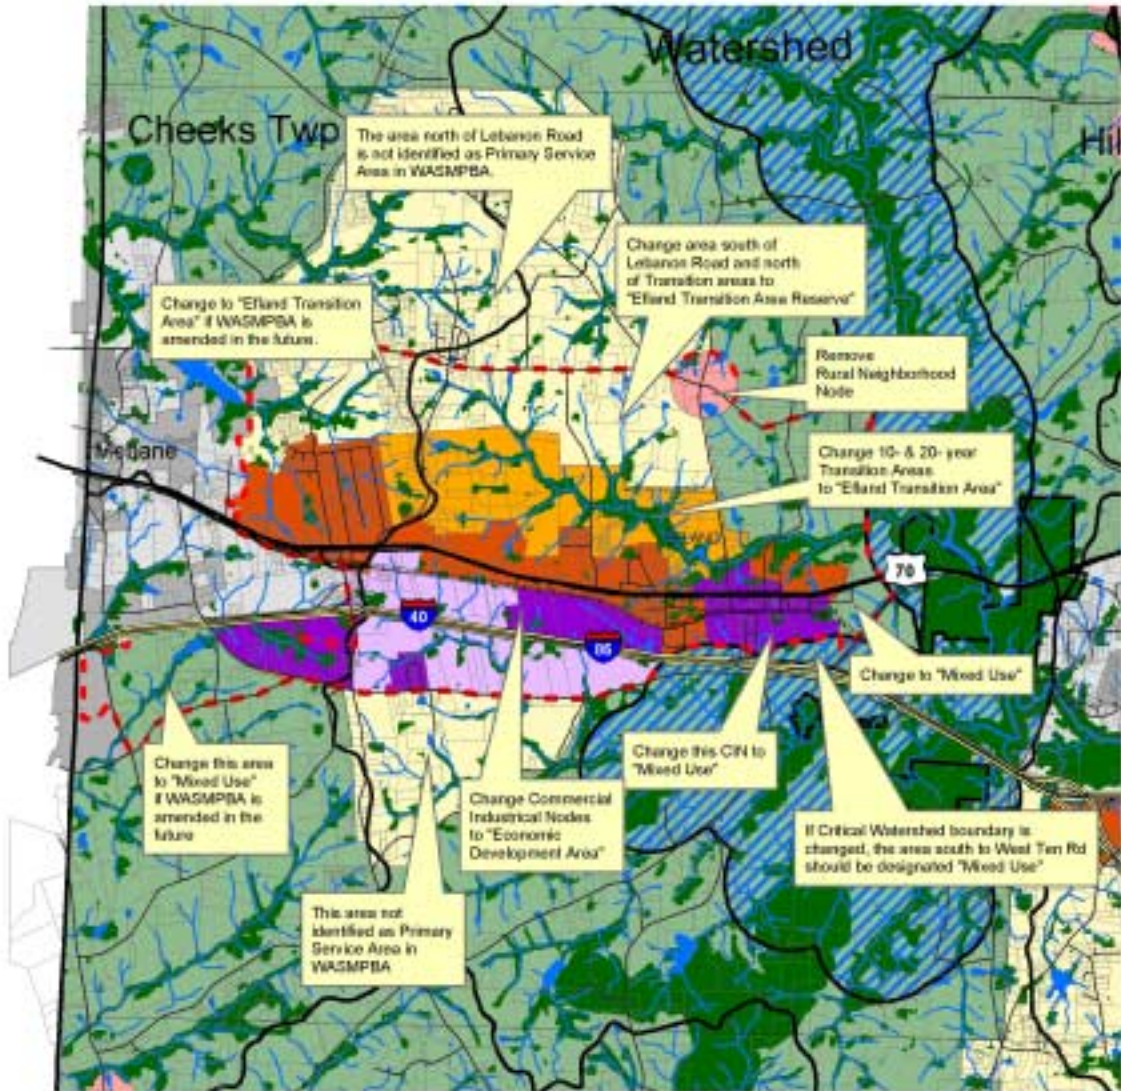 Watershed
Cheeks Twp
The area north of Lebanon Road
is not identified as Primary Service
Area in WASMPBA.
Hil
Change area south of
Lebanon Road and north
of Transition areas to
"Efland Transition Area Reserve"
Change to "Efland Transition
Area" if WASMPBA is
amended in the future.
Remove
Rural Neighborhood
Node
Mebane
Change 10- & 20- year
Transition Areas
to "Efland Transition Area"
70
40
85
Change to "Mixed Use"
Change this CIN to
"Mixed Use"
Change this area
to "Mixed Use"
if WASMPBA is
amended in the
future
Change Commercial
Industrical Nodes
to "Economic
Development Area"
If Critical Watershed boundary is
changed, the area south to West Ten Rd
should be designated "Mixed Use"
This area not
identified as Primary
Service Area in
WASMPBA